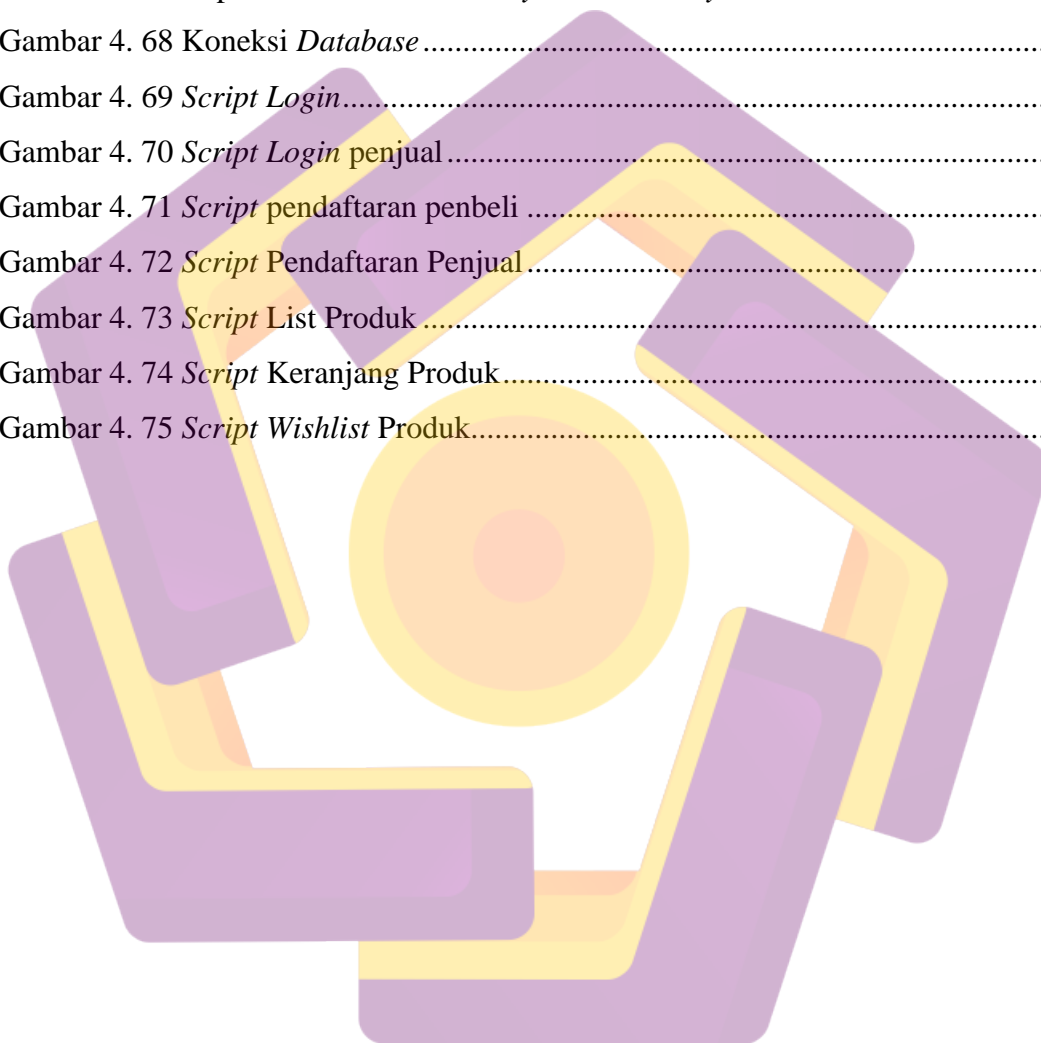 Gambar 4. 68 Koneksi Database................................................................
Gambar 4. 69 Script Login................................................................
Gambar 4. 70 Script Login penjual................................................................
Gambar 4. 71 Script pendaftaran penbeli ................................................................
Gambar 4. 72 Script Pendaftaran Penjual................................................................
Gambar 4. 73 Script List Produk ................................................................
Gambar 4. 74 Script Keranjang Produk................................................................
Gambar 4. 75 Script Wishlist Produk................................................................